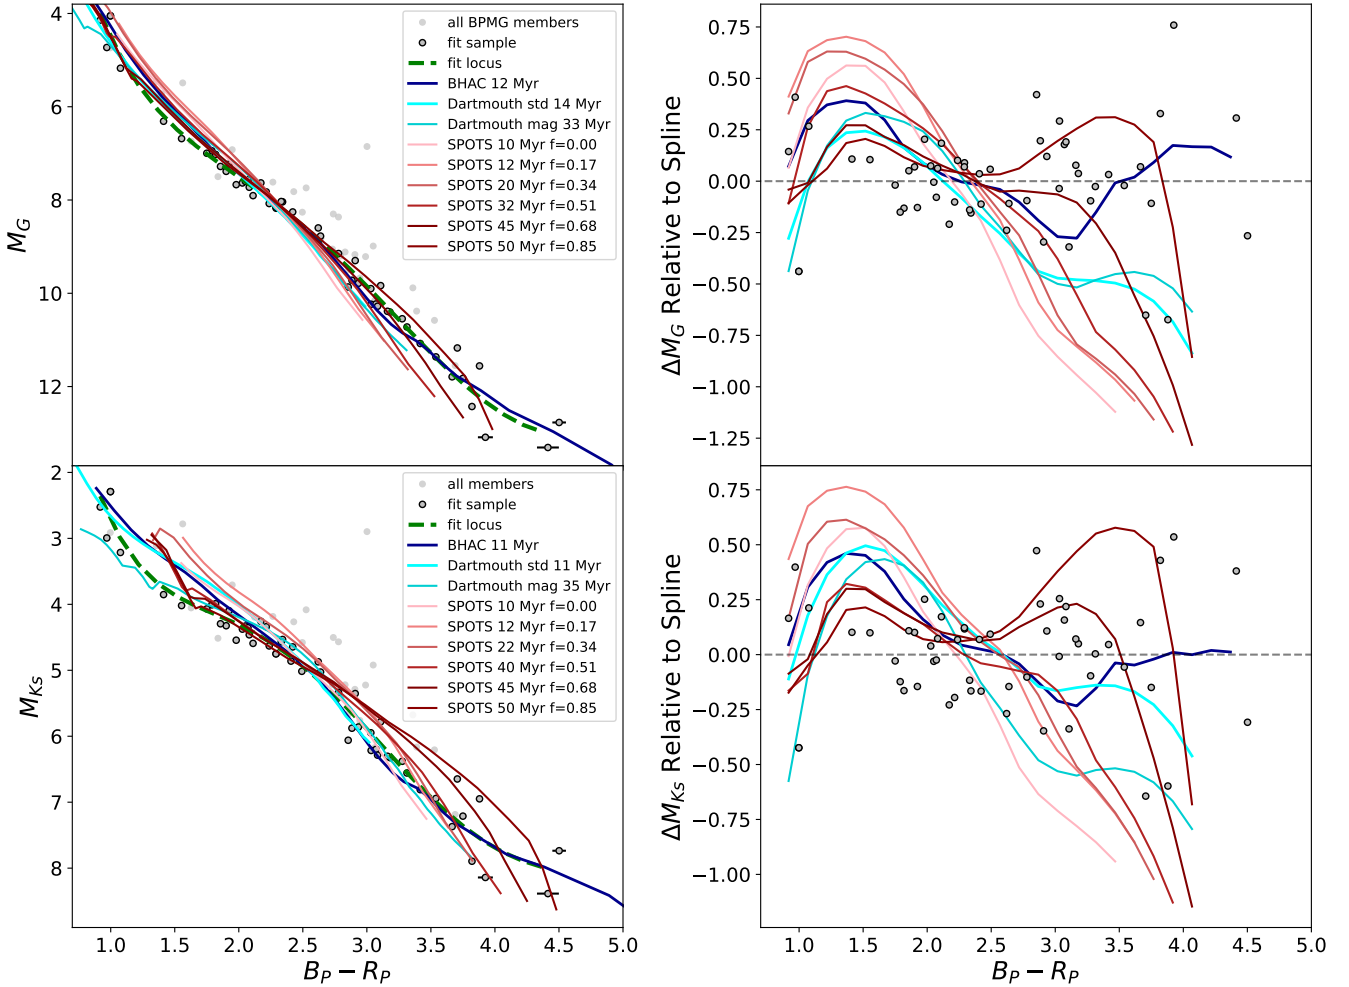 4
6
8
10
12
M_G
all BPMG members
fit sample
fit locus
BHAC 12 Myr
Dartmouth std 14 Myr
Dartmouth mag 33 Myr
SPOTS 10 Myr f=0.00
SPOTS 12 Myr f=0.17
SPOTS 20 Myr f=0.34
SPOTS 32 Myr f=0.51
SPOTS 45 Myr f=0.68
SPOTS 50 Myr f=0.85
0.75
0.50
0.25
0.00
−0.25
−0.50
−0.75
−1.00
−1.25
ΔM_G Relative to Spline
2
3
4
5
6
7
8
M_Ks
all members
fit sample
fit locus
BHAC 11 Myr
Dartmouth std 11 Myr
Dartmouth mag 35 Myr
SPOTS 10 Myr f=0.00
SPOTS 12 Myr f=0.17
SPOTS 22 Myr f=0.34
SPOTS 40 Myr f=0.51
SPOTS 45 Myr f=0.68
SPOTS 50 Myr f=0.85
1.0 1.5 2.0 2.5 3.0 3.5 4.0 4.5 5.0
B_P − R_P
0.75
0.50
0.25
0.00
−0.25
−0.50
−0.75
−1.00
ΔM_Ks Relative to Spline
1.0 1.5 2.0 2.5 3.0 3.5 4.0 4.5 5.0
B_P − R_P